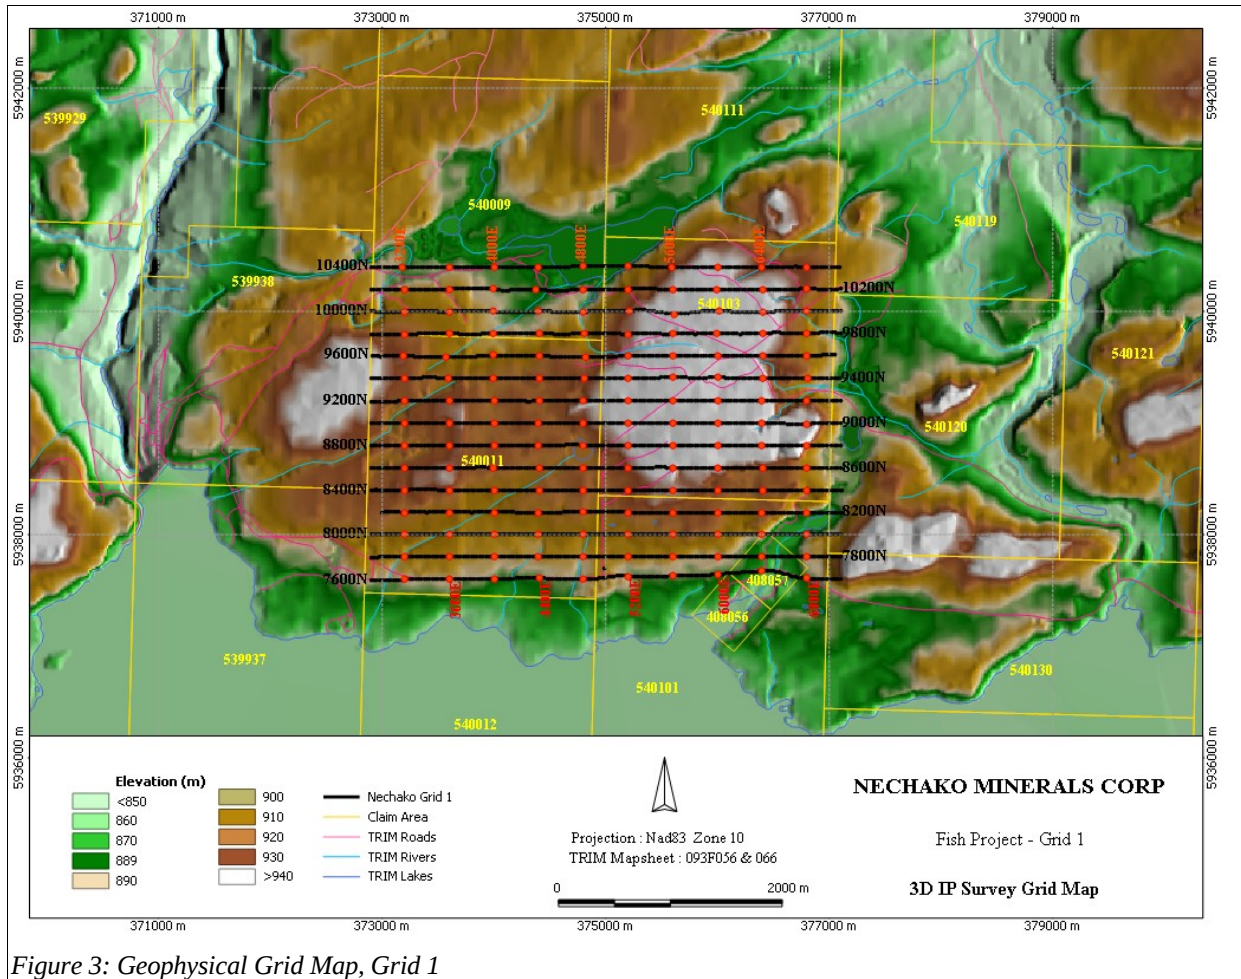 371000 m 373000 m 375000 m 377000 m 379000 m
5942000 m 5942000 m
539929 540111
540009 540119
4000E 4800E 5600E 6400E
10400N
539938 10200N
540103
10000N
5940000 m 5940000 m
9800N
9600N 540121
9400N
9200N
9000N
540120
8800N
540011 8600N
8400N
8200N
8000N
5938000 m 5938000 m
7800N
7600N 408057
408056
539937 540130
540101
540012
5936000 m 5936000 m
Elevation (m)
<850
860
870
889
890
900
910
920
930
>940
Nechako Grid 1
Claim Area
TRIM Roads
TRIM Rivers
TRIM Lakes
Projection : Nad83 Zone 10
TRIM Mapsheet : 093F056 & 066
0 2000 m
NECHAKO MINERALS CORP
Fish Project - Grid 1
3D IP Survey Grid Map
371000 m 373000 m 375000 m 377000 m 379000 m
Figure 3: Geophysical Grid Map, Grid 1